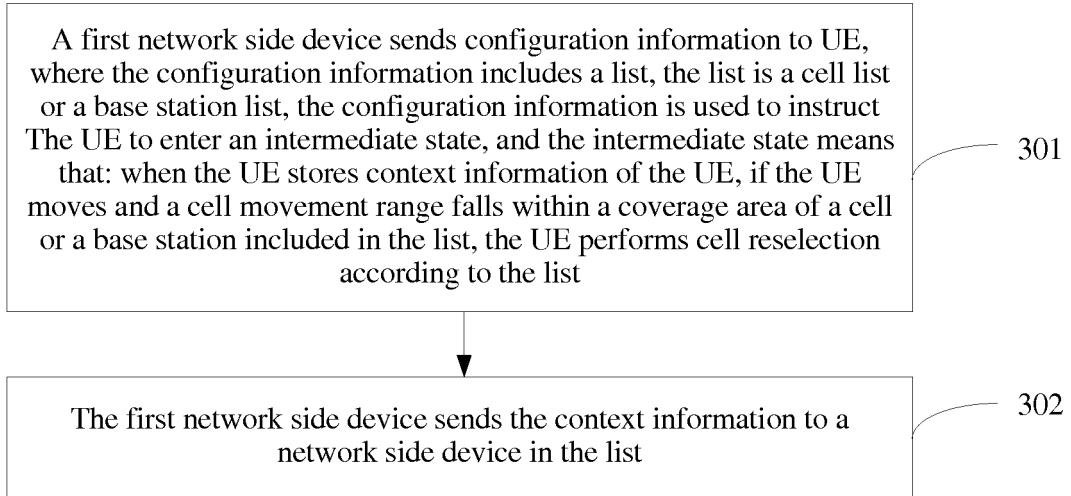 A first network side device sends configuration information to UE,
where the configuration information includes a list, the list is a cell list
or a base station list, the configuration information is used to instruct
The UE to enter an intermediate state, and the intermediate state means
that: when the UE stores context information of the UE, if the UE
moves and a cell movement range falls within a coverage area of a cell
or a base station included in the list, the UE performs cell reselection
according to the list
301
The first network side device sends the context information to a
network side device in the list
302